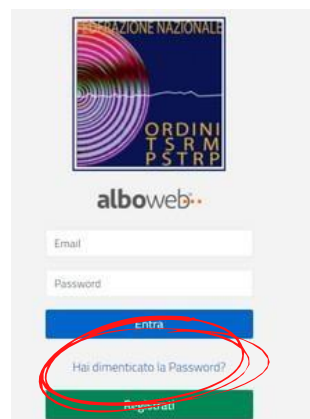 FEDERAZIONE NAZIONALE
ORDINI
TSRM
PSTRP
alboweb
Email
Password
Entra
Hai dimenticato la Password?
Registrati